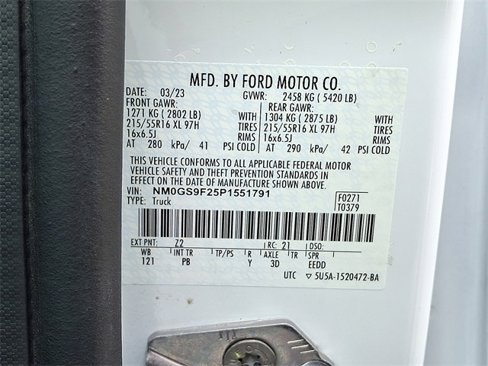 MFD. BY FORD MOTOR CO.
DATE: 03/23 GVWR: 2458 KG ( 5420 LB)
FRONT GAWR: REAR GAWR:
1271 KG ( 2802 LB) WITH 1304 KG ( 2875 LB) WITH
215/55R16 XL 97H TIRES 215/55R16 XL 97H TIRES
16x6.5J RIMS 16x6.5J RIMS
AT 280 kPa/ 41 PSI COLD AT 290 kPa/ 42 PSI COLD
THIS VEHICLE CONFORMS TO ALL APPLICABLE FEDERAL MOTOR
VEHICLE SAFETY AND THEFT PREVENTION STANDARDS IN
EFFECT ON THE DATE OF MANUFACTURE SHOWN ABOVE.
VIN: NM0GS9F25P1551791 F0271
TYPE: Truck T0379
EXT PNT: Z2 RC: 21 DSO:
WB INT TR TP/PS R AXLE TR SPR
121 PB Y 3D EEDD
UTC ▽ 5U5A-1520472-BA